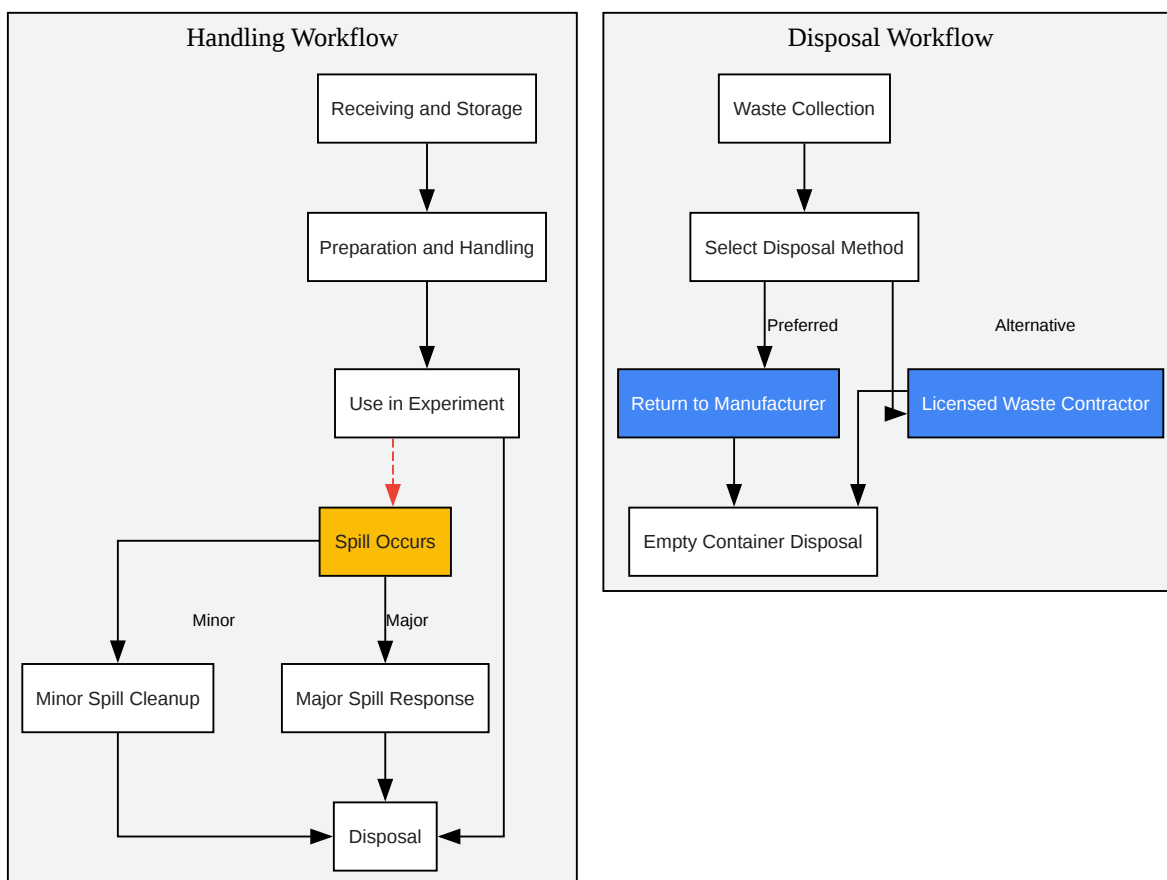 Handling Workflow
Receiving and Storage
Preparation and Handling
Use in Experiment
Spill Occurs
Minor
Major
Minor Spill Cleanup
Major Spill Response
Disposal
Disposal Workflow
Waste Collection
Select Disposal Method
Preferred
Alternative
Return to Manufacturer
Licensed Waste Contractor
Empty Container Disposal